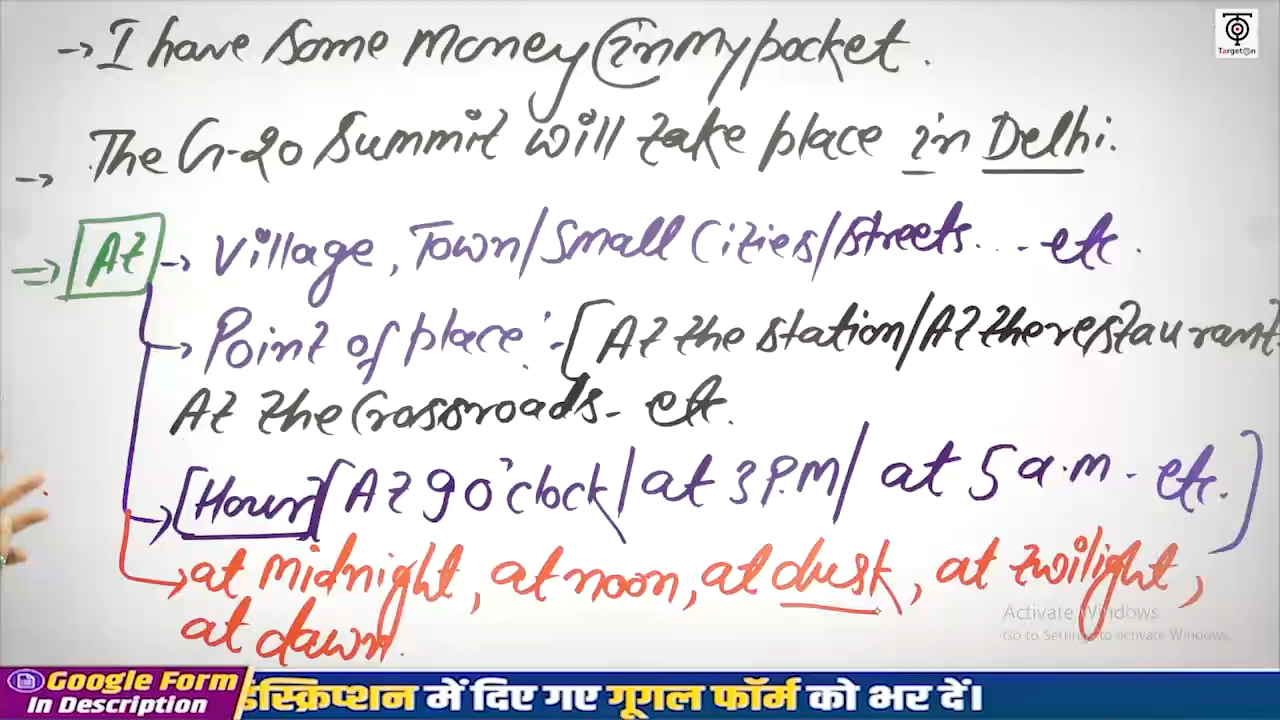 → I have some money in my pocket.
→ The G-20 Summit will take place in Delhi.
⇒ At → Village, Town/Small Cities/streets... etc.
→ Point of place:- [At the station/At the restaurant
At the Crossroads- etc.
→ [Hour] [At 9 o'clock/at 3 P.M/ at 5 a.m- etc.]
→ at midnight, at noon, at dusk, at twilight,
at dawn.
TargetOn
Activate Windows
Go to Settings to activate Windows.
Google Form
In Description
डिस्क्रिप्शन में दिए गए गूगल फॉर्म को भर दें।